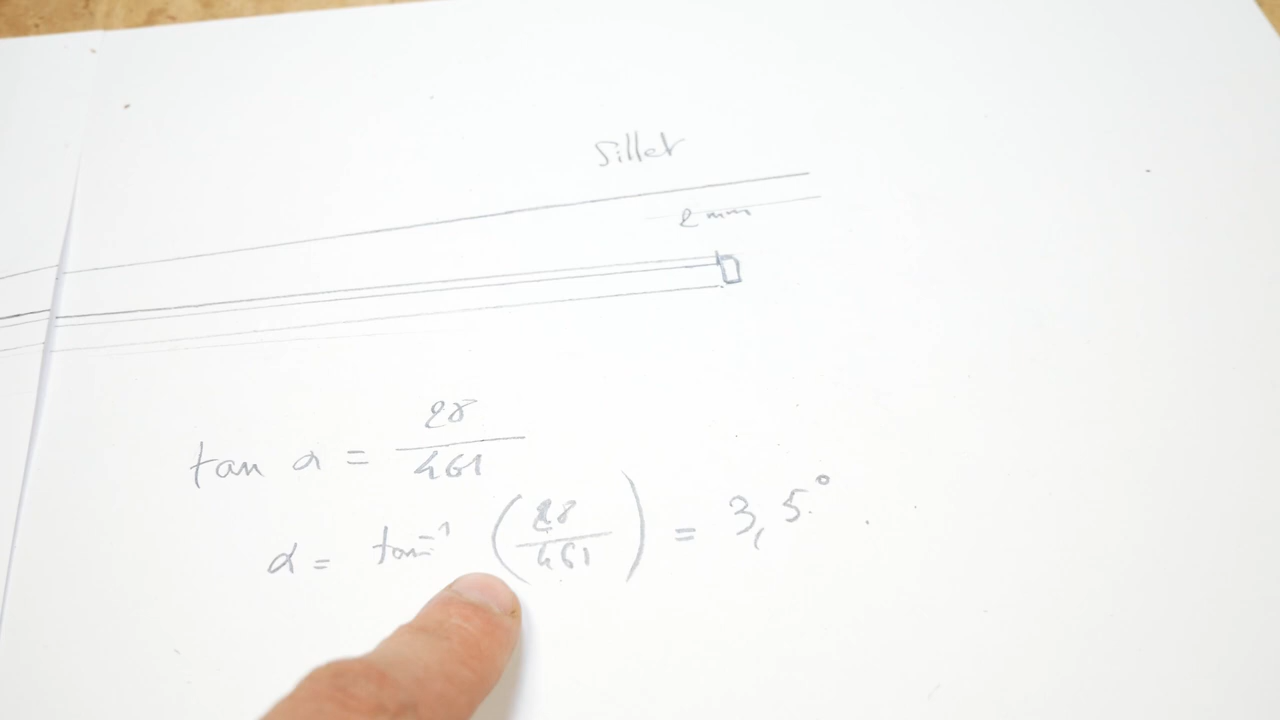 Sillet
2 mm
tan α = 28/461
α = tan⁻¹ (28/461) = 3,5°.